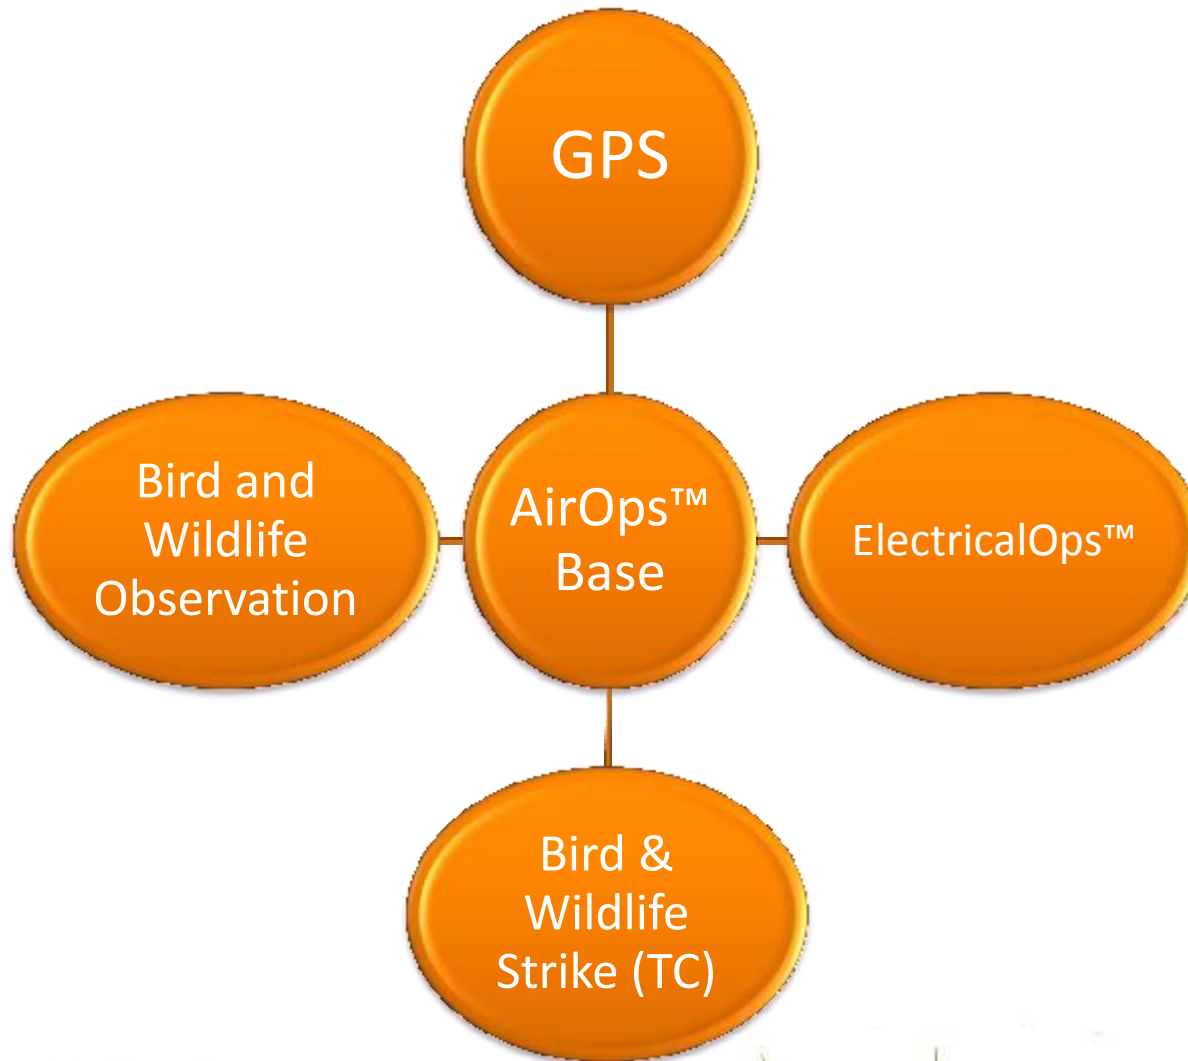 GPS
Bird and
Wildlife
Observation
AirOps™
Base
ElectricalOps™
Bird &
Wildlife
Strike (TC)